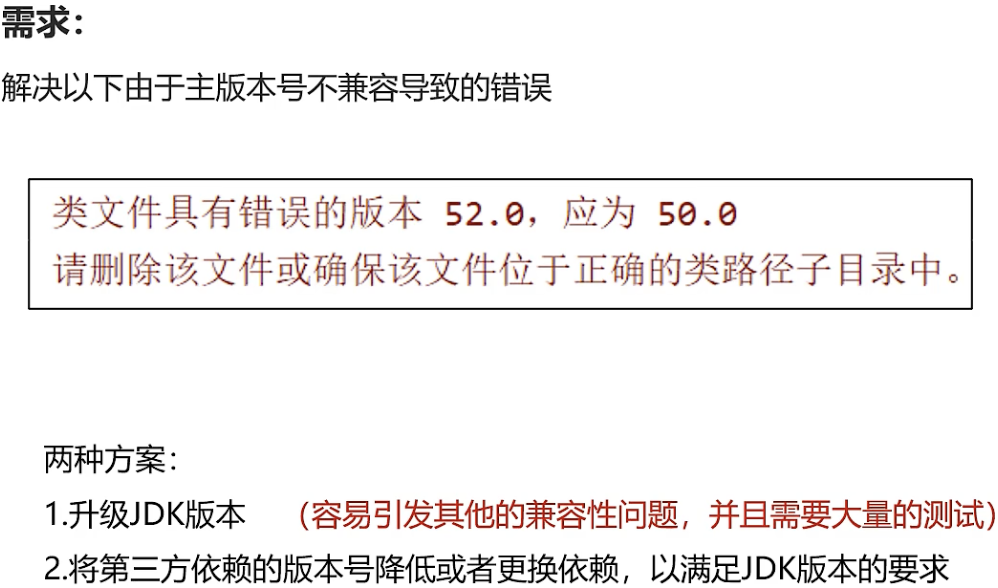 需求：
解决以下由于主版本号不兼容导致的错误
类文件具有错误的版本 52.0，应为 50.0
请删除该文件或确保该文件位于正确的类路径子目录中。
两种方案：
1.升级JDK版本 （容易引发其他的兼容性问题，并且需要大量的测试）
2.将第三方依赖的版本号降低或者更换依赖，以满足JDK版本的要求